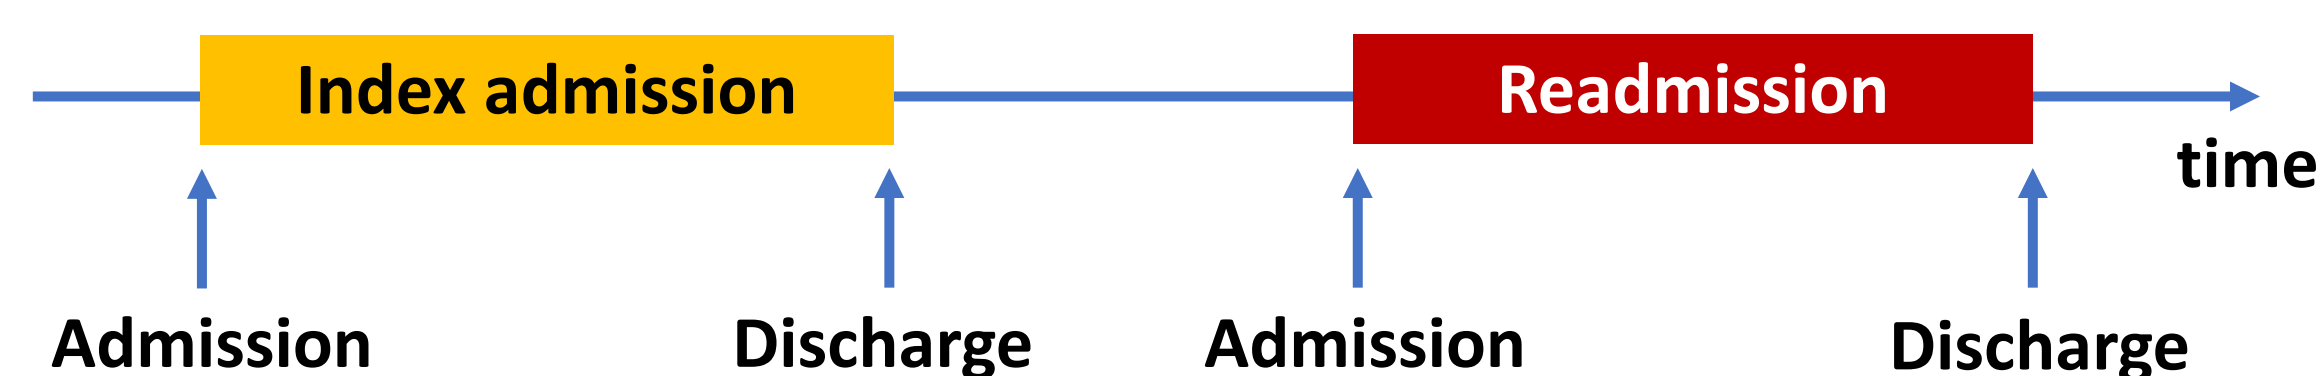 Index admission
Readmission
time
Admission
Discharge
Admission
Discharge